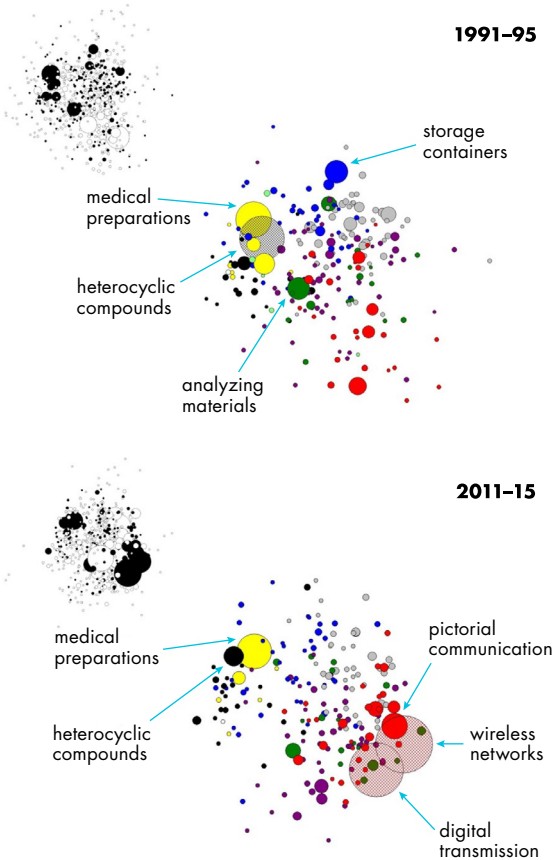 1991–95
storage
containers
medical
preparations
heterocyclic
compounds
analyzing
materials
2011–15
medical
preparations
pictorial
communication
heterocyclic
compounds
wireless
networks
digital
transmission